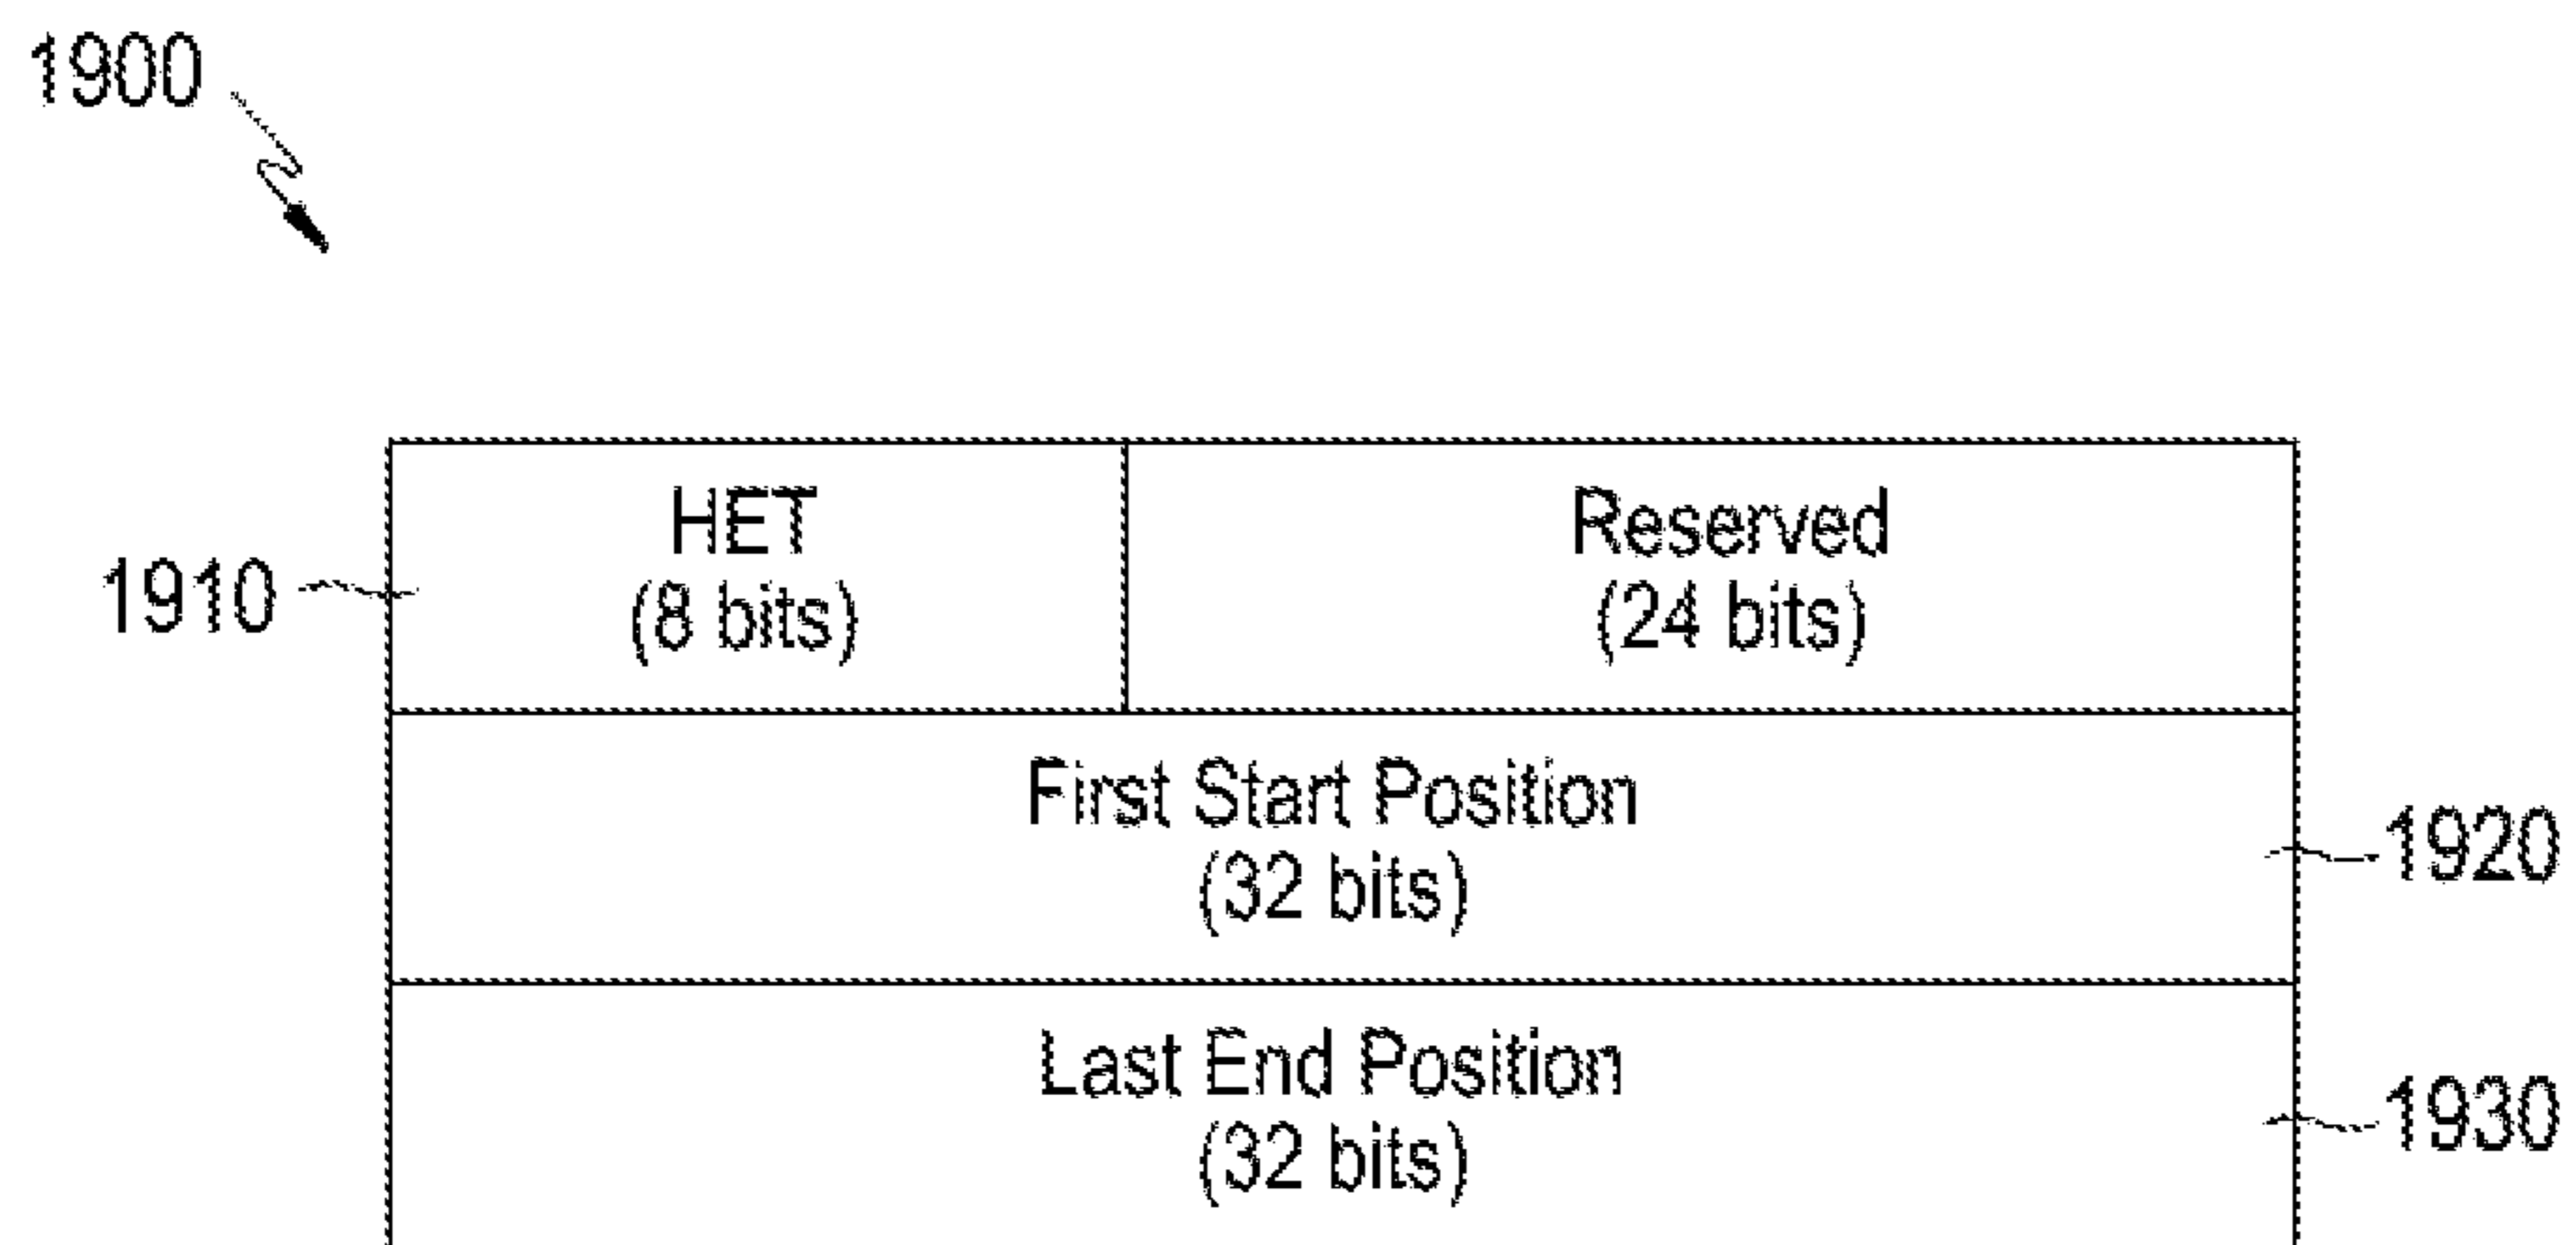 1900
HET
(8 bits)
Reserved
(24 bits)
1910
First Start Position
(32 bits)
1920
Last End Position
(32 bits)
1930